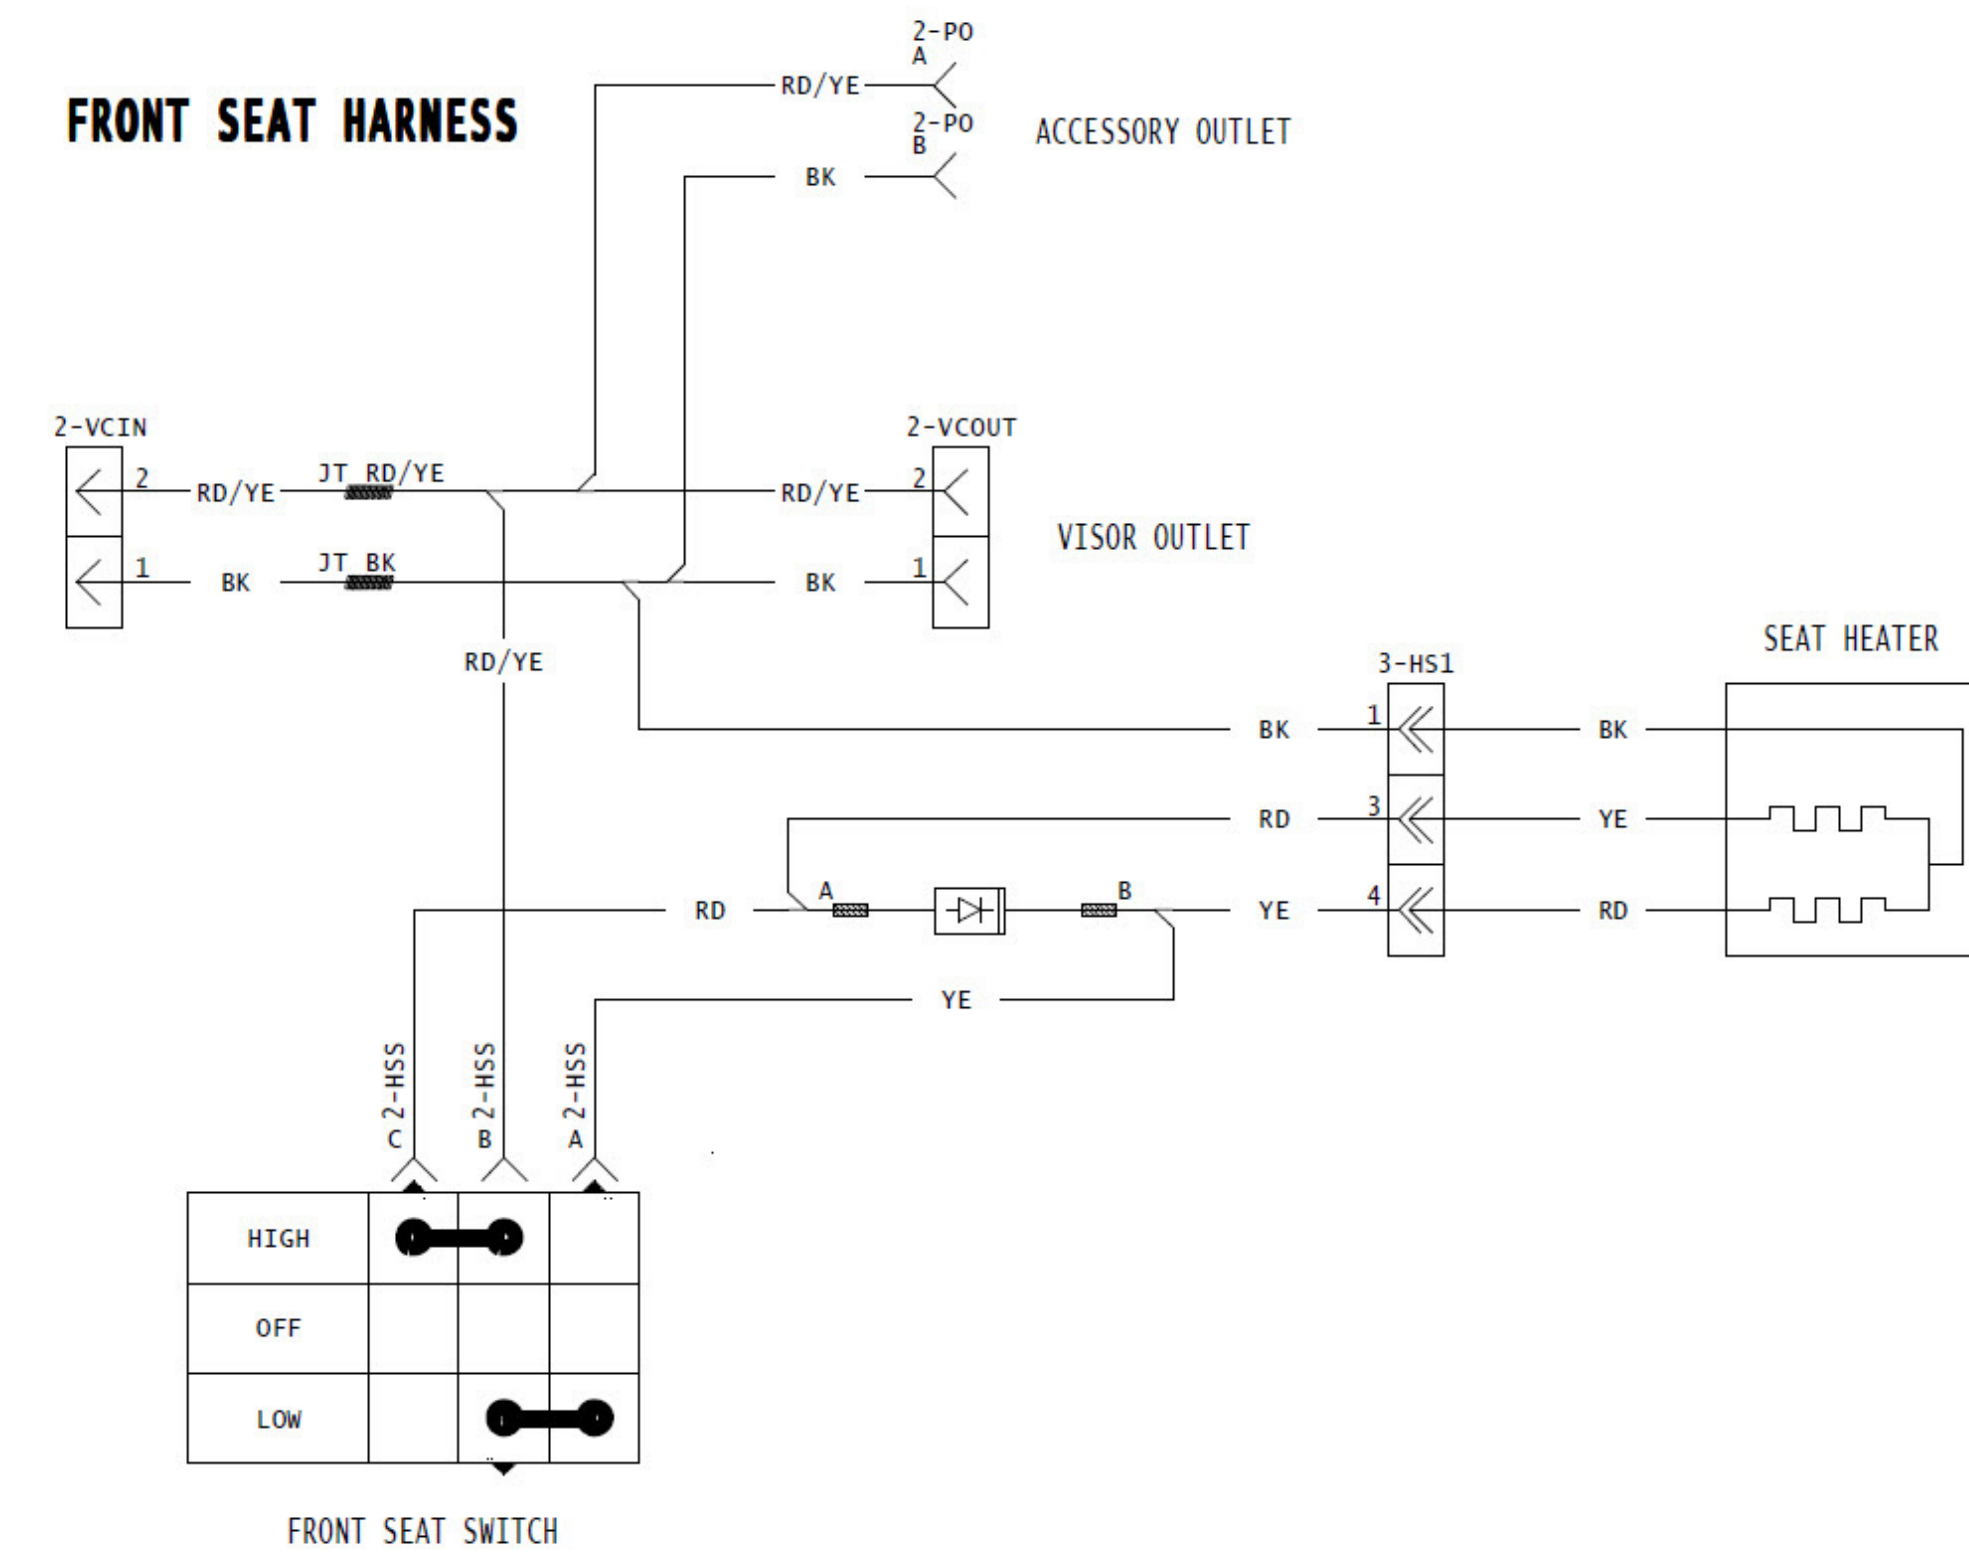 2-PO
A
FRONT SEAT HARNESS
RD/YE
2-PO
B
ACCESSORY OUTLET
BK
2-VCIN
2-VCOUT
2
RD/YE
JT RD/YE
RD/YE
2
VISOR OUTLET
1
BK
JT BK
BK
1
RD/YE
SEAT HEATER
3-HS1
BK
1
BK
RD
3
YE
RD
A
B
YE
4
RD
YE
2-HSS
2-HSS
2-HSS
C
B
A
HIGH
OFF
LOW
FRONT SEAT SWITCH